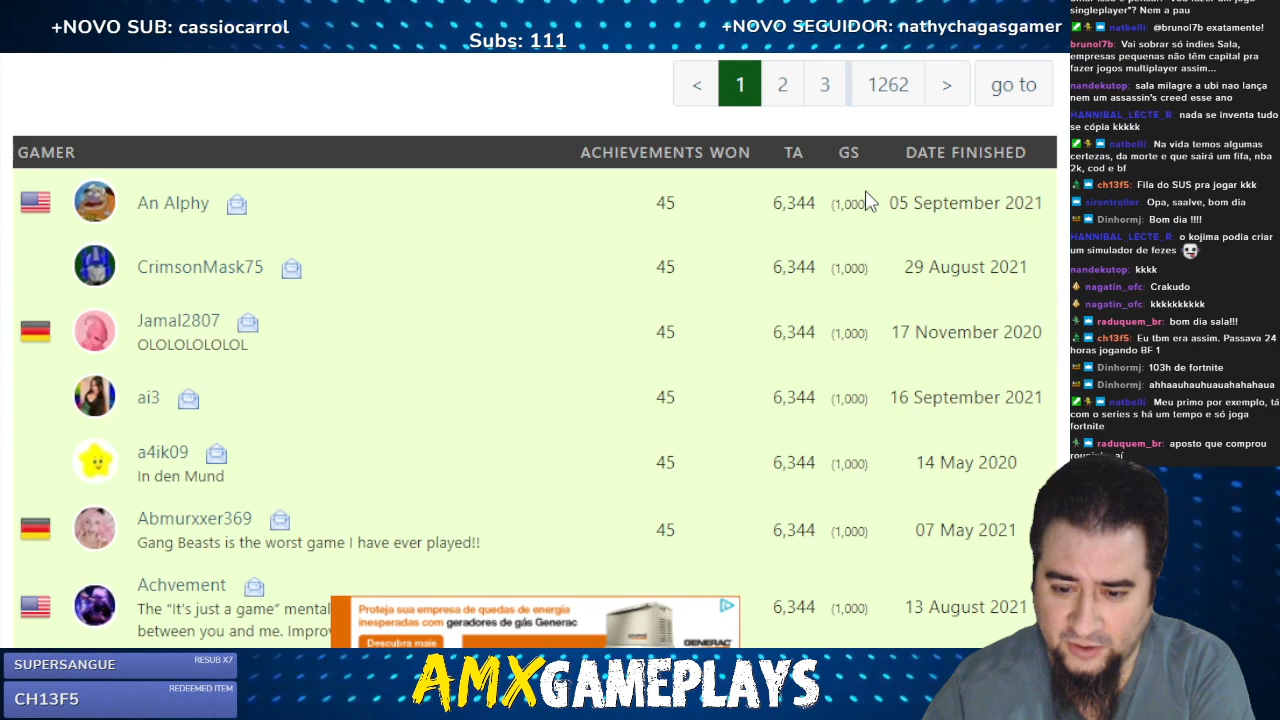 +NOVO SUB: cassiocarrol
Subs: 111
+NOVO SEGUIDOR: nathychagasgamer
< 1 2 3 1262 > go to
GAMER ACHIEVEMENTS WON TA GS DATE FINISHED
An Alphy 45 6,344 (1,000) 05 September 2021
CrimsonMask75 45 6,344 (1,000) 29 August 2021
Jamal2807 45 6,344 (1,000) 17 November 2020
OLOLOLOLOLOL
ai3 45 6,344 (1,000) 16 September 2021
a4ik09 45 6,344 (1,000) 14 May 2020
In den Mund
Abmurxxer369 45 6,344 (1,000) 07 May 2021
Gang Beasts is the worst game I have ever played!!
Achvement 6,344 (1,000) 13 August 2021
The "It's just a game" mental
between you and me. Impro
Proteja sua empresa de quedas de energia
inesperadas com geradores de gás Generac
Descubra mais
GENERAC
SUPERSANGUE RESUB X7
CH13F5 REDEEMED ITEM
AMXGAMEPLAYS
singleplayer"? Nem a pau
natbelli: @brunol7b exatamente!
brunol7b: Vai sobrar só indies Sala,
empresas pequenas não têm capital pra
fazer jogos multiplayer assim...
nandekutop: sala milagre a ubi nao lança
nem um assassin's creed esse ano
HANNIBAL_LECTE_R: nada se inventa tudo
se cópia kkkkk
natbelli: Na vida temos algumas
certezas, da morte e que sairá um fifa, nba
2k, cod e bf
ch13f5: Fila do SUS pra jogar kkk
sirontroller: Opa, saalve, bom dia
Dinhormj: Bom dia !!!!
HANNIBAL_LECTE_R: o kojima podia criar
um simulador de fezes
nandekutop: kkkk
nagatin_ofc: Crakudo
nagatin_ofc: kkkkkkkkkk
raduquem_br: bom dia sala!!!
ch13f5: Eu tbm era assim. Passava 24
horas jogando BF 1
Dinhormj: 103h de fortnite
Dinhormj: ahhaauhauhuauahahahaua
natbelli: Meu primo por exemplo, tá
com o series s há um tempo e só joga
fortnite
raduquem_br: aposto que comprou